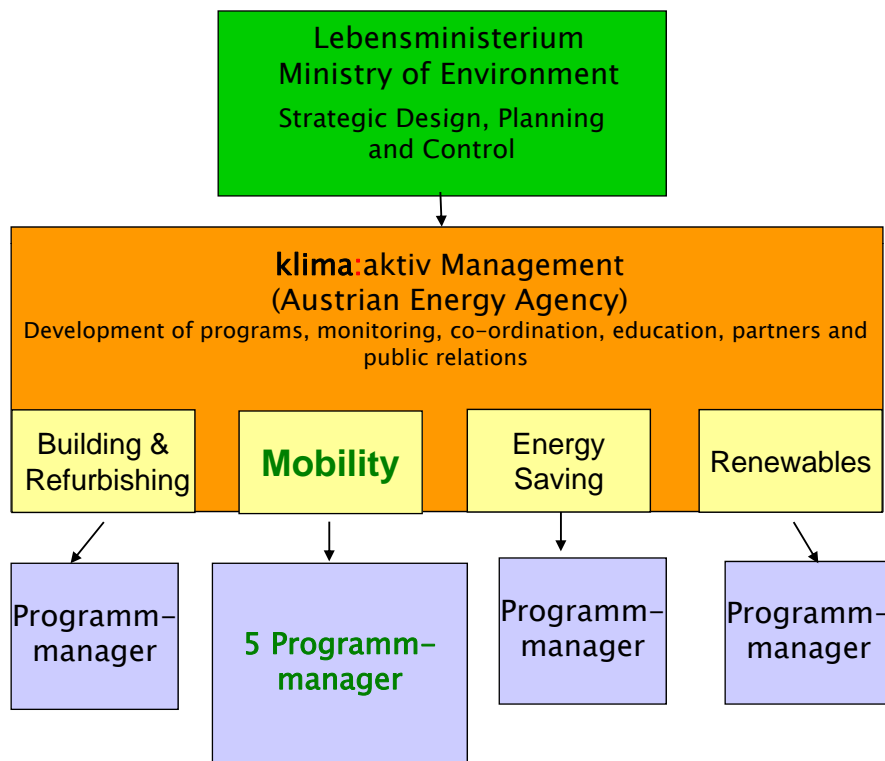 Lebensministerium
Ministry of Environment
Strategic Design, Planning
and Control
klima:aktiv Management
(Austrian Energy Agency)
Development of programs, monitoring, co-ordination, education, partners and
public relations
Building &
Refurbishing
Mobility
Energy
Saving
Renewables
Programm-
manager
5 Programm-
manager
Programm-
manager
Programm-
manager